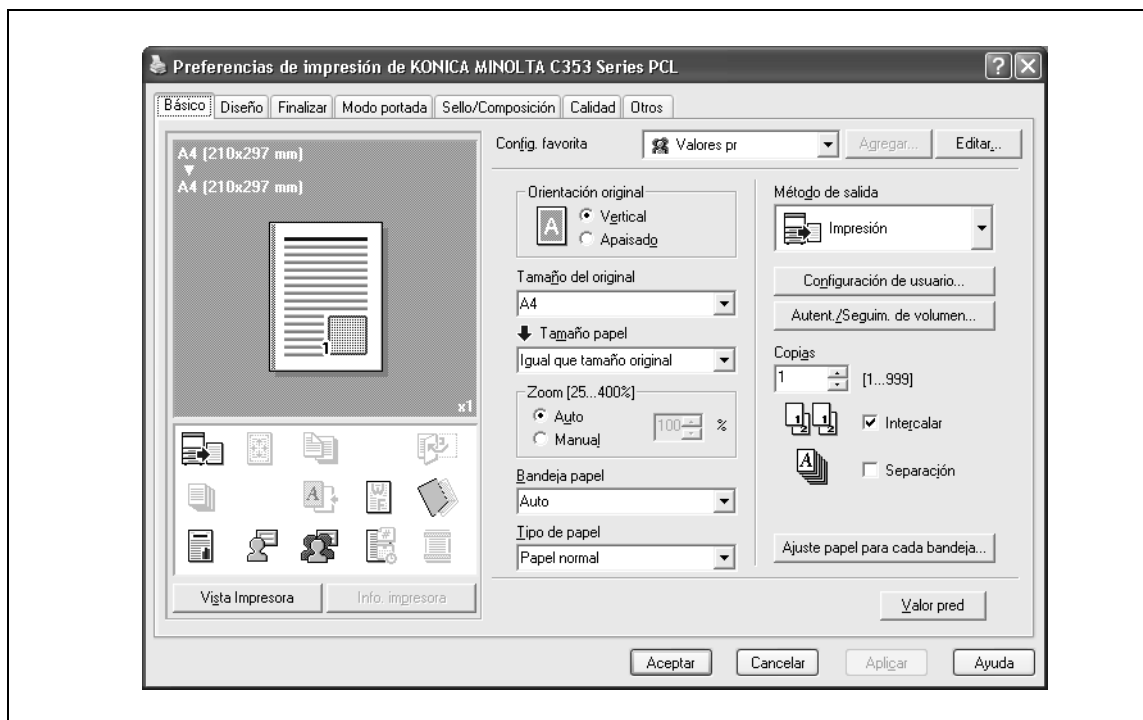 Preferencias de impresión de KONICA MINOLTA C353 Series PCL
Básico Diseño Finalizar Modo portada Sello/Composición Calidad Otros
A4 (210x297 mm)
A4 (210x297 mm)
1
x1
Vista Impresora
Info. impresora
Config. favorita
Valores pr
Agregar...
Editar...
Orientación original
A
Vertical
Apaisado
Tamaño del original
A4
Tamaño papel
Igual que tamaño original
Zoom [25...400%]
Auto
Manual
100 %
Bandeja papel
Auto
Tipo de papel
Papel normal
Método de salida
Impresión
Configuración de usuario...
Autent./Seguim. de volumen...
Copias
1 [1...999]
Intercalar
Separación
Ajuste papel para cada bandeja...
Valor pred
Aceptar Cancelar Aplicar Ayuda